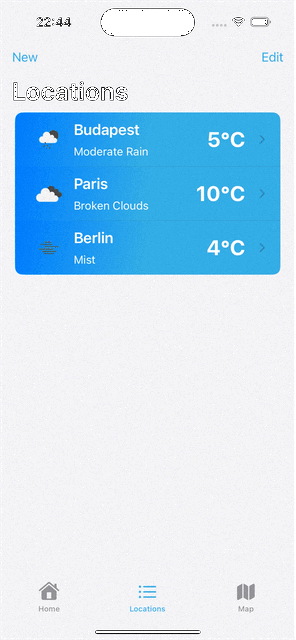 22:44
New Edit
Locations
Budapest
5°C
Moderate Rain
Paris
10°C
Broken Clouds
Berlin
4°C
Mist
Home Locations Map